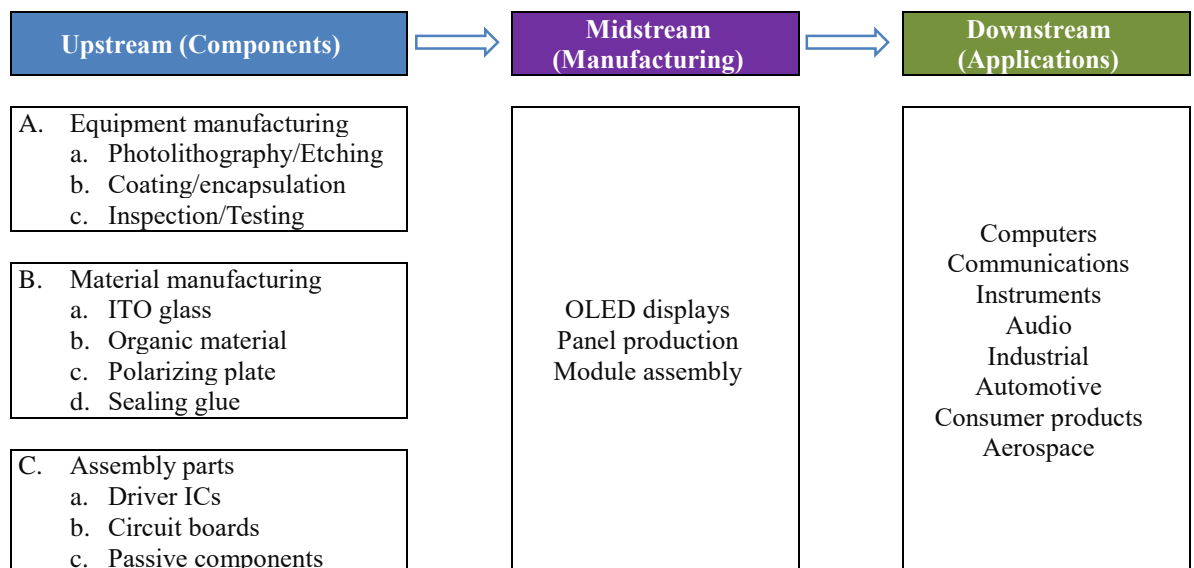 Upstream (Components)
Midstream
(Manufacturing)
Downstream
(Applications)
A. Equipment manufacturing
a. Photolithography/Etching
b. Coating/encapsulation
c. Inspection/Testing
B. Material manufacturing
a. ITO glass
b. Organic material
c. Polarizing plate
d. Sealing glue
C. Assembly parts
a. Driver ICs
b. Circuit boards
c. Passive components
OLED displays
Panel production
Module assembly
Computers
Communications
Instruments
Audio
Industrial
Automotive
Consumer products
Aerospace